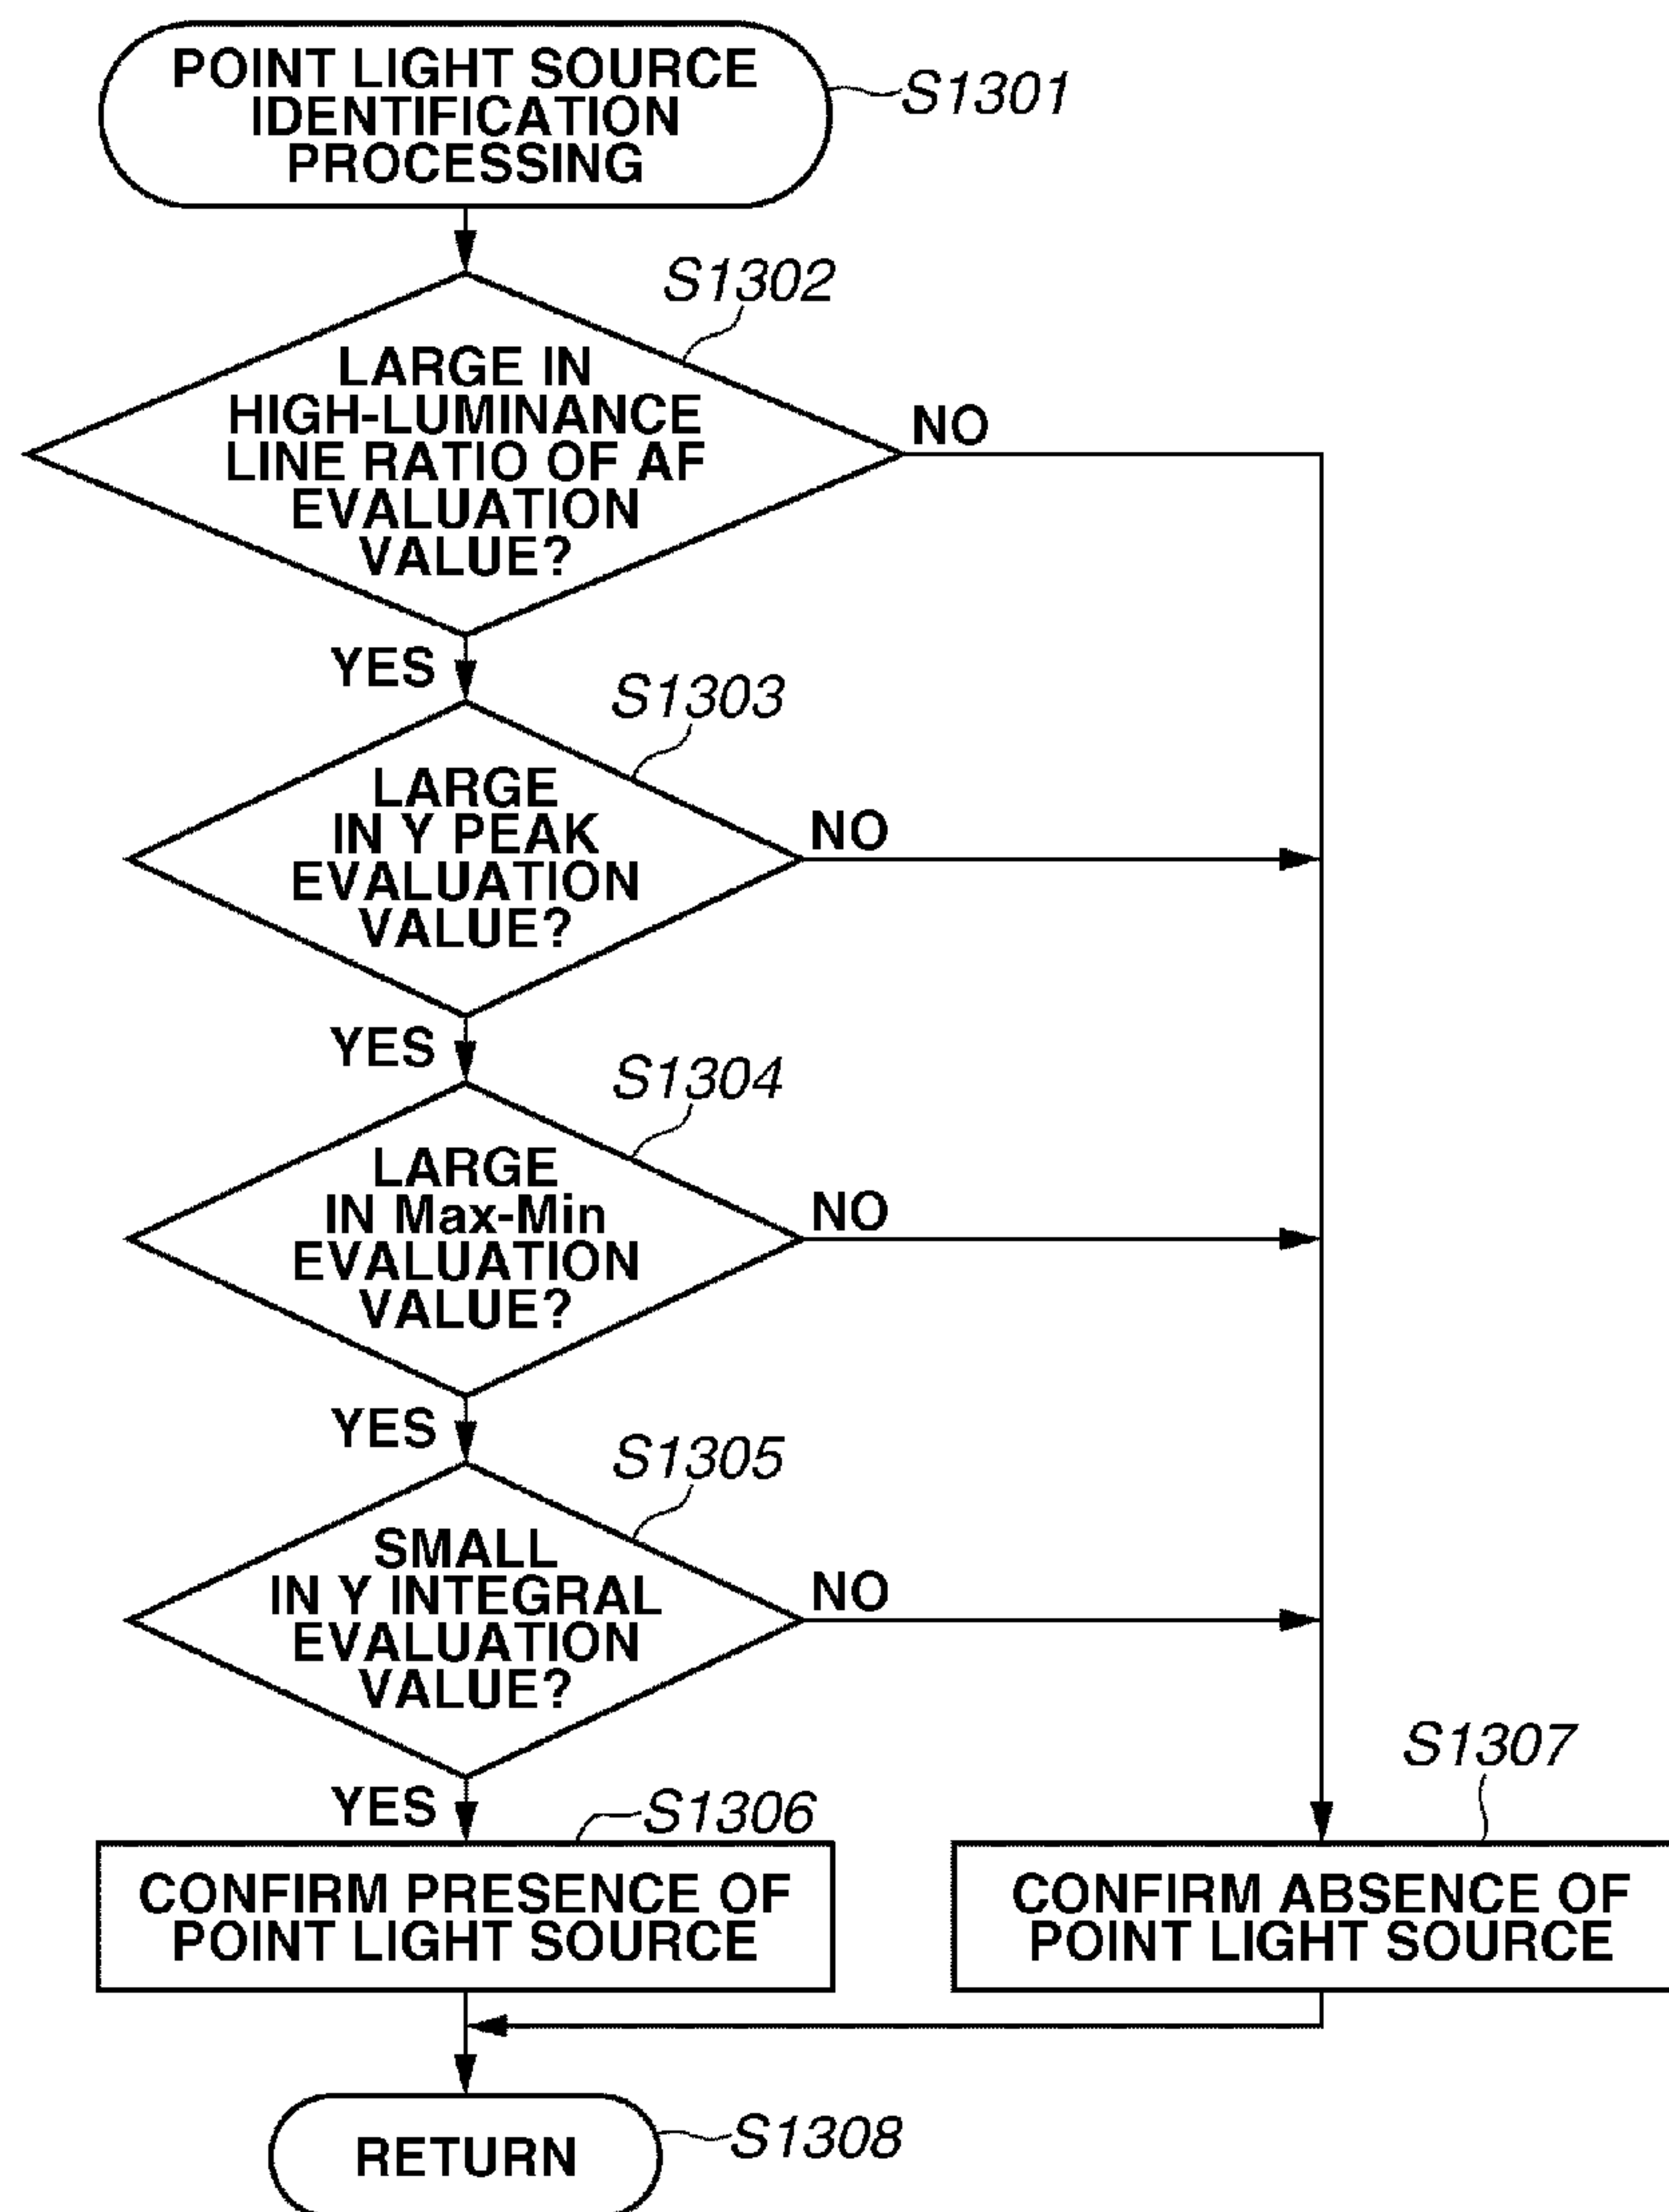 POINT LIGHT SOURCE
IDENTIFICATION
PROCESSING
S1301
S1302
LARGE IN
HIGH-LUMINANCE
LINE RATIO OF AF
EVALUATION
VALUE?
NO
YES
S1303
LARGE
IN Y PEAK
EVALUATION
VALUE?
NO
YES
S1304
LARGE
IN Max-Min
EVALUATION
VALUE?
NO
YES
S1305
SMALL
IN Y INTEGRAL
EVALUATION
VALUE?
NO
YES
S1306
CONFIRM PRESENCE OF
POINT LIGHT SOURCE
S1307
CONFIRM ABSENCE OF
POINT LIGHT SOURCE
RETURN
S1308